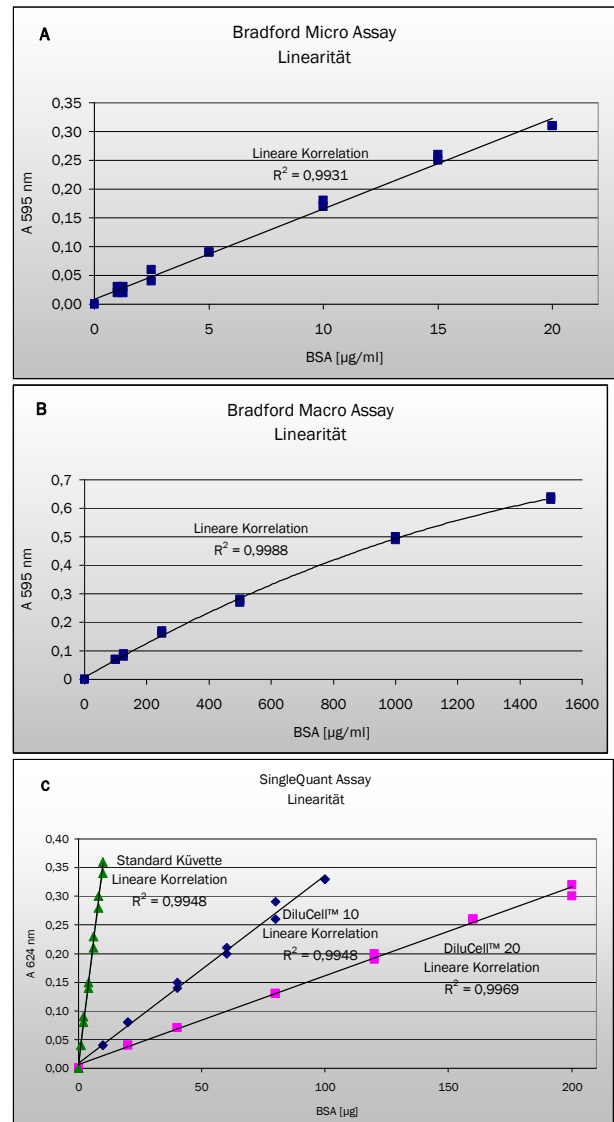 A
Bradford Micro Assay
Linearität
0,35
0,30
0,25
0,20
0,15
0,10
0,05
0,00
A 595 nm
Lineare Korrelation
R² = 0,9931
0 5 10 15 20
BSA [µg/ml]
B
Bradford Macro Assay
Linearität
0,7
0,6
0,5
0,4
0,3
0,2
0,1
0
A 595 nm
Lineare Korrelation
R² = 0,9988
0 200 400 600 800 1000 1200 1400 1600
BSA [µg/ml]
C
SingleQuant Assay
Linearität
0,40
0,35
0,30
0,25
0,20
0,15
0,10
0,05
0,00
A 624 nm
Standard Küvette
Lineare Korrelation
R² = 0,9948
DiluCell™ 10
Lineare Korrelation
R² = 0,9948
DiluCell™ 20
Lineare Korrelation
R² = 0,9969
0 50 100 150 200
BSA [µg]